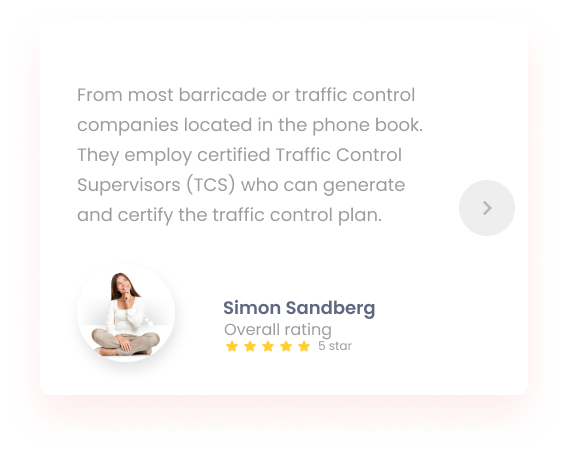 From most barricade or traffic control
companies located in the phone book.
They employ certified Traffic Control
Supervisors (TCS) who can generate
and certify the traffic control plan.
Simon Sandberg
Overall rating
5 star